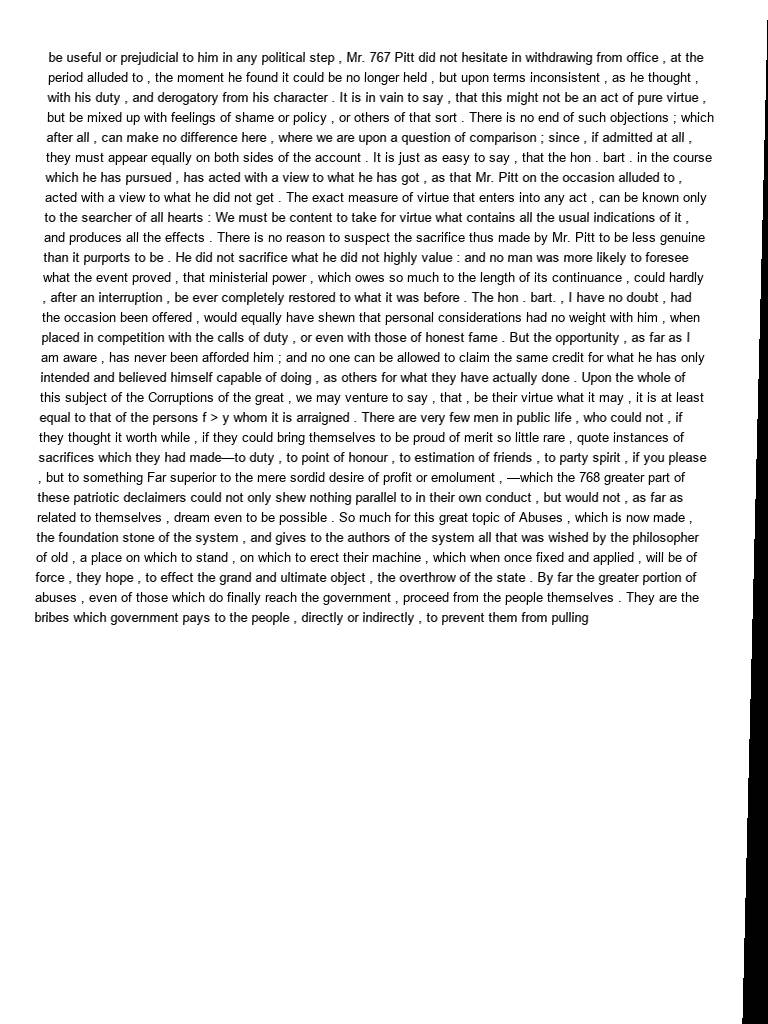 be useful or prejudicial to him in any political step , Mr. 767 Pitt did not hesitate in withdrawing from office , at the
period alluded to , the moment he found it could be no longer held , but upon terms inconsistent , as he thought ,
with his duty , and derogatory from his character . It is in vain to say , that this might not be an act of pure virtue ,
but be mixed up with feelings of shame or policy , or others of that sort . There is no end of such objections ; which
after all , can make no difference here , where we are upon a question of comparison ; since , if admitted at all ,
they must appear equally on both sides of the account . It is just as easy to say , that the hon . bart . in the course
which he has pursued , has acted with a view to what he has got , as that Mr. Pitt on the occasion alluded to ,
acted with a view to what he did not get . The exact measure of virtue that enters into any act , can be known only
to the searcher of all hearts : We must be content to take for virtue what contains all the usual indications of it ,
and produces all the effects . There is no reason to suspect the sacrifice thus made by Mr. Pitt to be less genuine
than it purports to be . He did not sacrifice what he did not highly value : and no man was more likely to foresee
what the event proved , that ministerial power , which owes so much to the length of its continuance , could hardly
, after an interruption , be ever completely restored to what it was before . The hon . bart. , I have no doubt , had
the occasion been offered , would equally have shewn that personal considerations had no weight with him , when
placed in competition with the calls of duty , or even with those of honest fame . But the opportunity , as far as I
am aware , has never been afforded him ; and no one can be allowed to claim the same credit for what he has only
intended and believed himself capable of doing , as others for what they have actually done . Upon the whole of
this subject of the Corruptions of the great , we may venture to say , that , be their virtue what it may , it is at least
equal to that of the persons f > y whom it is arraigned . There are very few men in public life , who could not , if
they thought it worth while , if they could bring themselves to be proud of merit so little rare , quote instances of
sacrifices which they had made—to duty , to point of honour , to estimation of friends , to party spirit , if you please
, but to something Far superior to the mere sordid desire of profit or emolument , —which the 768 greater part of
these patriotic declaimers could not only shew nothing parallel to in their own conduct , but would not , as far as
related to themselves , dream even to be possible . So much for this great topic of Abuses , which is now made ,
the foundation stone of the system , and gives to the authors of the system all that was wished by the philosopher
of old , a place on which to stand , on which to erect their machine , which when once fixed and applied , will be of
force , they hope , to effect the grand and ultimate object , the overthrow of the state . By far the greater portion of
abuses , even of those which do finally reach the government , proceed from the people themselves . They are the
bribes which government pays to the people , directly or indirectly , to prevent them from pulling